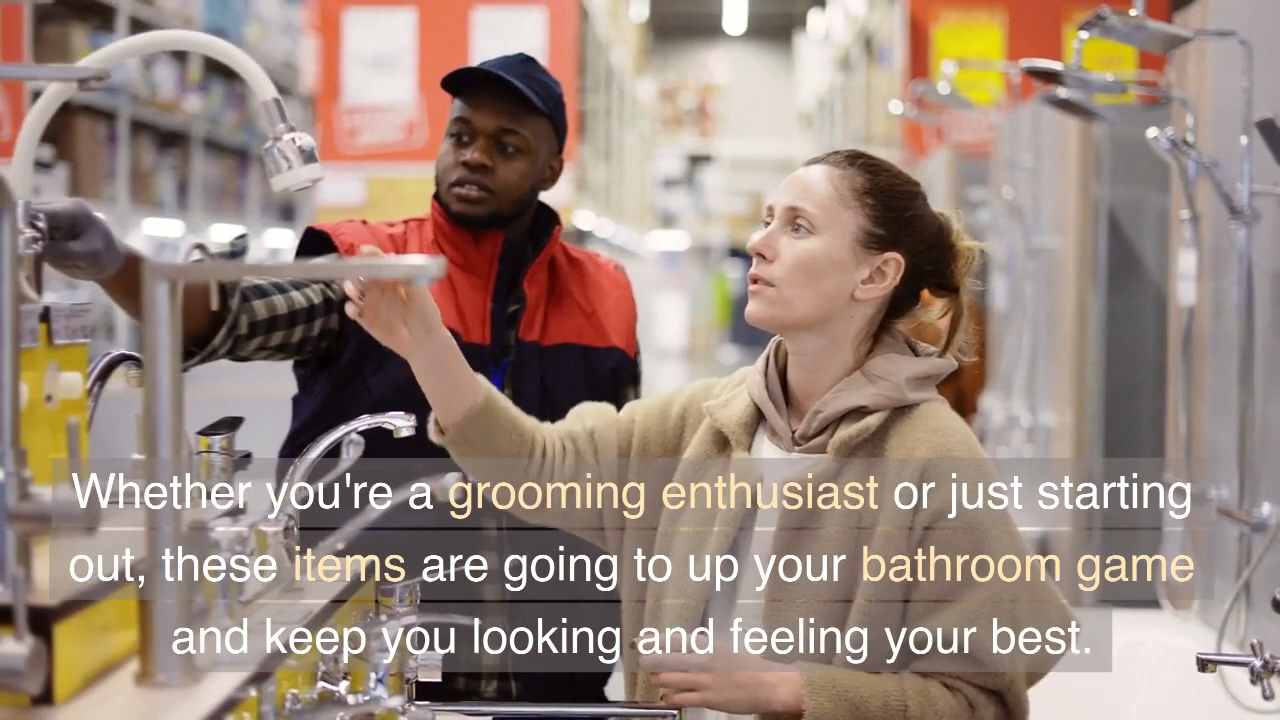 Whether you're a grooming enthusiast or just starting
out, these items are going to up your bathroom game
and keep you looking and feeling your best.